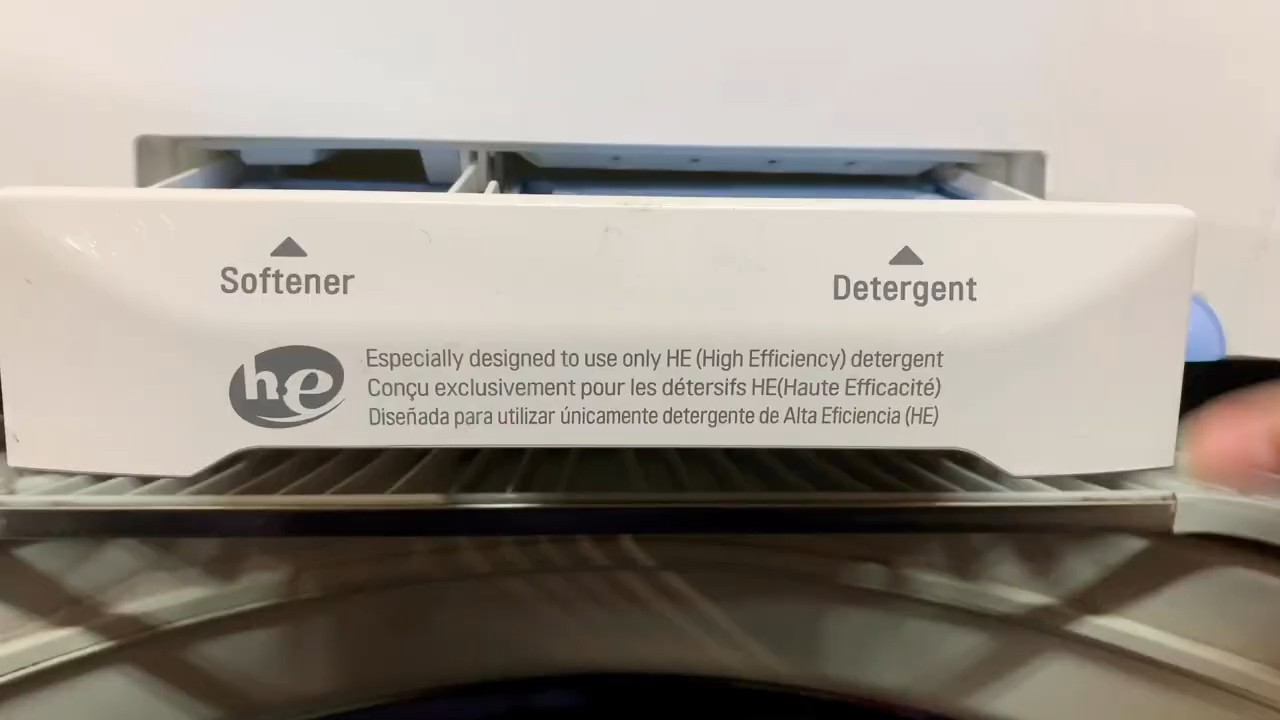 Softener
Detergent
he
Especially designed to use only HE (High Efficiency) detergent
Conçu exclusivement pour les détersifs HE(Haute Efficacité)
Diseñada para utilizar únicamente detergente de Alta Eficiencia (HE)